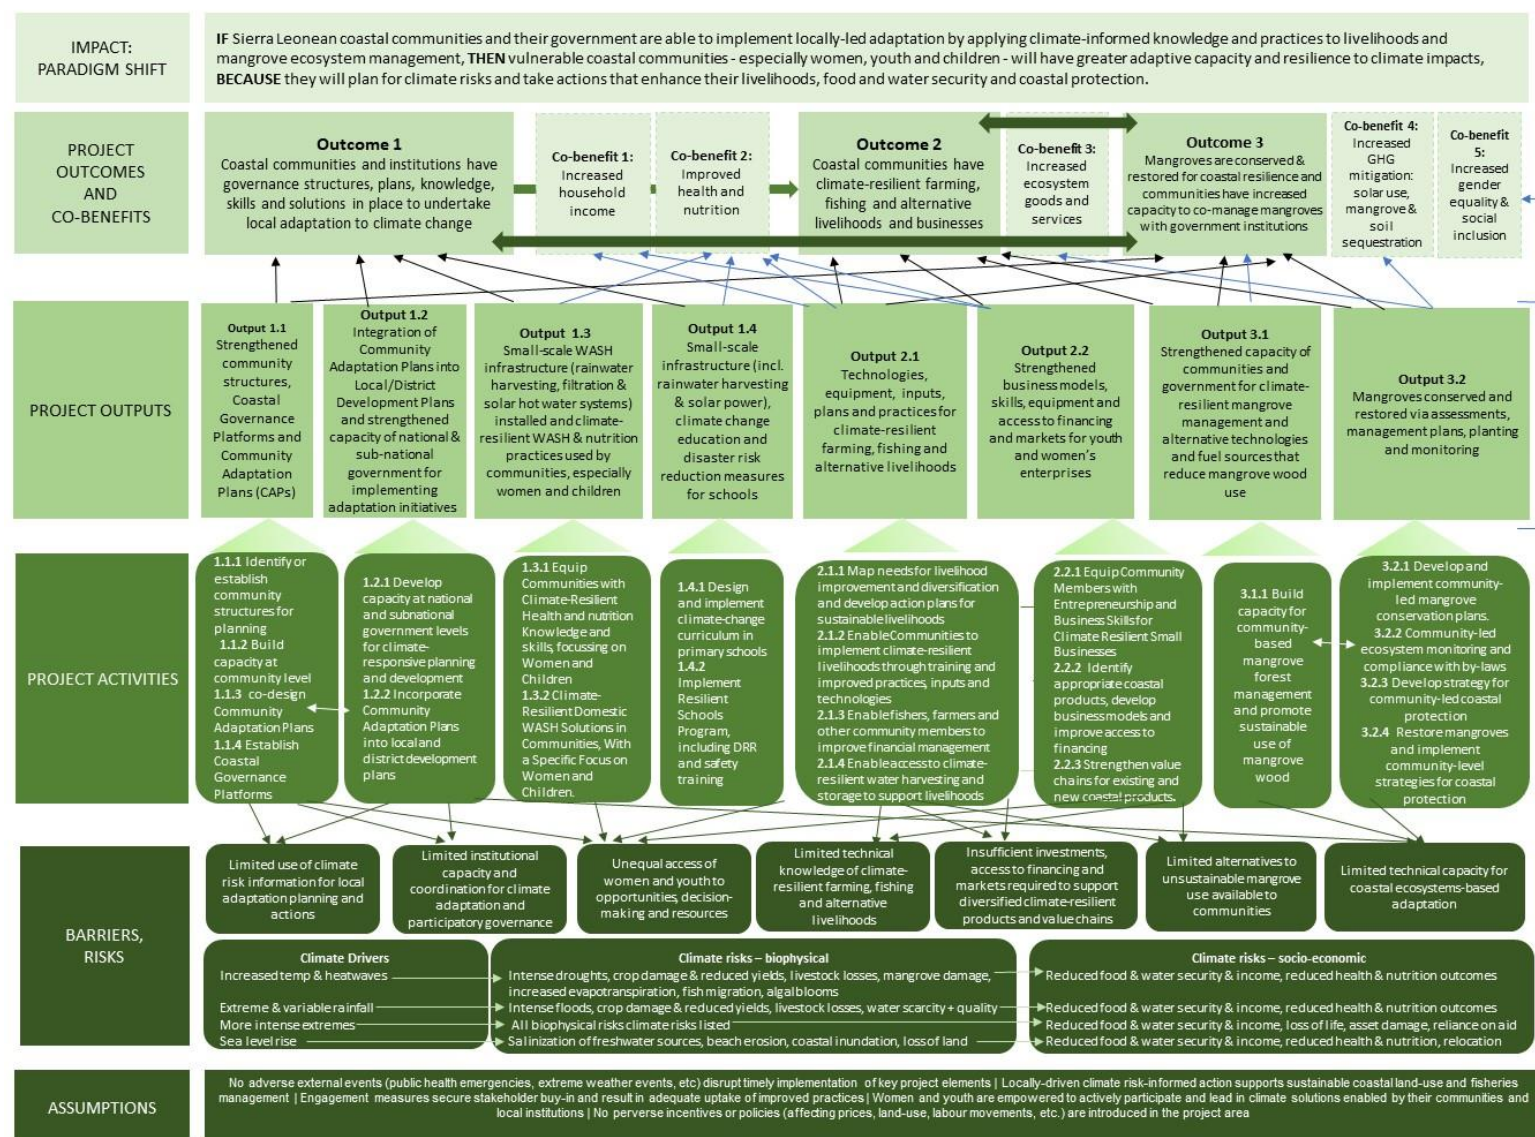 IMPACT:
PARADIGM SHIFT
IF Sierra Leonean coastal communities and their government are able to implement locally-led adaptation by applying climate-informed knowledge and practices to livelihoods and
mangrove ecosystem management, THEN vulnerable coastal communities - especially women, youth and children - will have greater adaptive capacity and resilience to climate impacts,
BECAUSE they will plan for climate risks and take actions that enhance their livelihoods, food and water security and coastal protection.
PROJECT
OUTCOMES
AND
CO-BENEFITS
Outcome 1
Coastal communities and institutions have
governance structures, plans, knowledge,
skills and solutions in place to undertake
local adaptation to climate change
Co-benefit 1:
Increased
household
income
Co-benefit 2:
Improved
health and
nutrition
Outcome 2
Coastal communities have
climate-resilient farming,
fishing and alternative
livelihoods and businesses
Co-benefit 3:
Increased
ecosystem
goods and
services
Outcome 3
Mangroves are conserved &
restored for coastal resilience and
communities have increased
capacity to co-manage mangroves
with government institutions
Co-benefit 4:
Increased
GHG
mitigation:
solar use,
mangrove &
soil
sequestration
Co-benefit
5:
Increased
gender
equality &
social
inclusion
PROJECT OUTPUTS
Output 1.1
Strengthened
community
structures,
Coastal
Governance
Platforms and
Community
Adaptation
Plans (CAPs)
Output 1.2
Integration of
Community
Adaptation Plans into
Local/District
Development Plans
and strengthened
capacity of national &
sub-national
government for
implementing
adaptation initiatives
Output 1.3
Small-scale WASH
infrastructure (rainwater
harvesting, filtration &
solar hot water systems)
installed and climate-
resilient WASH & nutrition
practices used by
communities, especially
women and children
Output 1.4
Small-scale
infrastructure (incl.
rainwater harvesting
& solar power),
climate change
education and
disaster risk
reduction measures
for schools
Output 2.1
Technologies,
equipment, inputs,
plans and practices for
climate-resilient
farming, fishing and
alternative livelihoods
Output 2.2
Strengthened
business models,
skills, equipment and
access to financing
and markets for youth
and women's
enterprises
Output 3.1
Strengthened capacity of
communities and
government for climate-
resilient mangrove
management and
alternative technologies
and fuel sources that
reduce mangrove wood
use
Output 3.2
Mangroves conserved and
restored via assessments,
management plans, planting
and monitoring
PROJECT ACTIVITIES
1.1.1 Identify or
establish
community
structures for
planning
1.1.2 Build
capacity at
community level
1.1.3 co-design
Community
Adaptation Plans
1.1.4 Establish
Coastal
Governance
Platforms
1.2.1 Develop
capacity at national
and subnational
government levels
for climate-
responsive planning
and development
1.2.2 Incorporate
Community
Adaptation Plans
into local and
district development
plans
1.3.1 Equip
Communities with
Climate-Resilient
Health and nutrition
Knowledge and
skills, focussing on
Women and
Children
1.3.2 Climate-
Resilient Domestic
WASH Solutions in
Communities, With
a Specific Focus on
Women and
Children.
1.4.1 Design
and implement
climate-change
curriculum in
primary schools
1.4.2
Implement
Resilient
Schools
Program,
including DRR
and safety
training
2.1.1 Map needs for livelihood
improvement and diversification
and develop action plans for
sustainable livelihoods
2.1.2 Enable Communities to
implement climate-resilient
livelihoods through training and
improved practices, inputs and
technologies
2.1.3 Enable fishers, farmers and
other community members to
improve financial management
2.1.4 Enable access to climate-
resilient water harvesting and
storage to support livelihoods
2.2.1 Equip Community
Members with
Entrepreneurship and
Business Skills for
Climate Resilient Small
Businesses
2.2.2 Identify
appropriate coastal
products, develop
business models and
improve access to
financing
2.2.3 Strengthen value
chains for existing and
new coastal products.
3.1.1 Build
capacity for
community-
based
mangrove
forest
management
and promote
sustainable
use of
mangrove
wood
3.2.1 Develop and
implement community-
led mangrove
conservation plans.
3.2.2 Community-led
ecosystem monitoring and
compliance with by-laws
3.2.3 Develop strategy for
community-led coastal
protection
3.2.4 Restore mangroves
and implement
community-level
strategies for coastal
protection
BARRIERS,
RISKS
Limited use of climate
risk information for local
adaptation planning and
actions
Limited institutional
capacity and
coordination for climate
adaptation and
participatory governance
Unequal access of
women and youth to
opportunities, decision-
making and resources
Limited technical
knowledge of climate-
resilient farming, fishing
and alternative
livelihoods
Insufficient investments,
access to financing and
markets required to support
diversified climate-resilient
products and value chains
Limited alternatives to
unsustainable mangrove
use available to
communities
Limited technical capacity for
coastal ecosystems-based
adaptation
Climate Drivers
Increased temp & heatwaves
Extreme & variable rainfall
More intense extremes
Sea level rise
Climate risks – biophysical
Intense droughts, crop damage & reduced yields, livestock losses, mangrove damage,
increased evapotranspiration, fish migration, algal blooms
Intense floods, crop damage & reduced yields, livestock losses, water scarcity + quality
All biophysical risks climate risks listed
Salinization of freshwater sources, beach erosion, coastal inundation, loss of land
Climate risks – socio-economic
Reduced food & water security & income, reduced health & nutrition outcomes
Reduced food & water security & income, reduced health & nutrition outcomes
Reduced food & water security & income, loss of life, asset damage, reliance on aid
Reduced food & water security & income, reduced health & nutrition, relocation
ASSUMPTIONS
No adverse external events (public health emergencies, extreme weather events, etc) disrupt timely implementation of key project elements | Locally-driven climate risk-informed action supports sustainable coastal land-use and fisheries
management | Engagement measures secure stakeholder buy-in and result in adequate uptake of improved practices | Women and youth are empowered to actively participate and lead in climate solutions enabled by their communities and
local institutions | No perverse incentives or policies (affecting prices, land-use, labour movements, etc.) are introduced in the project area